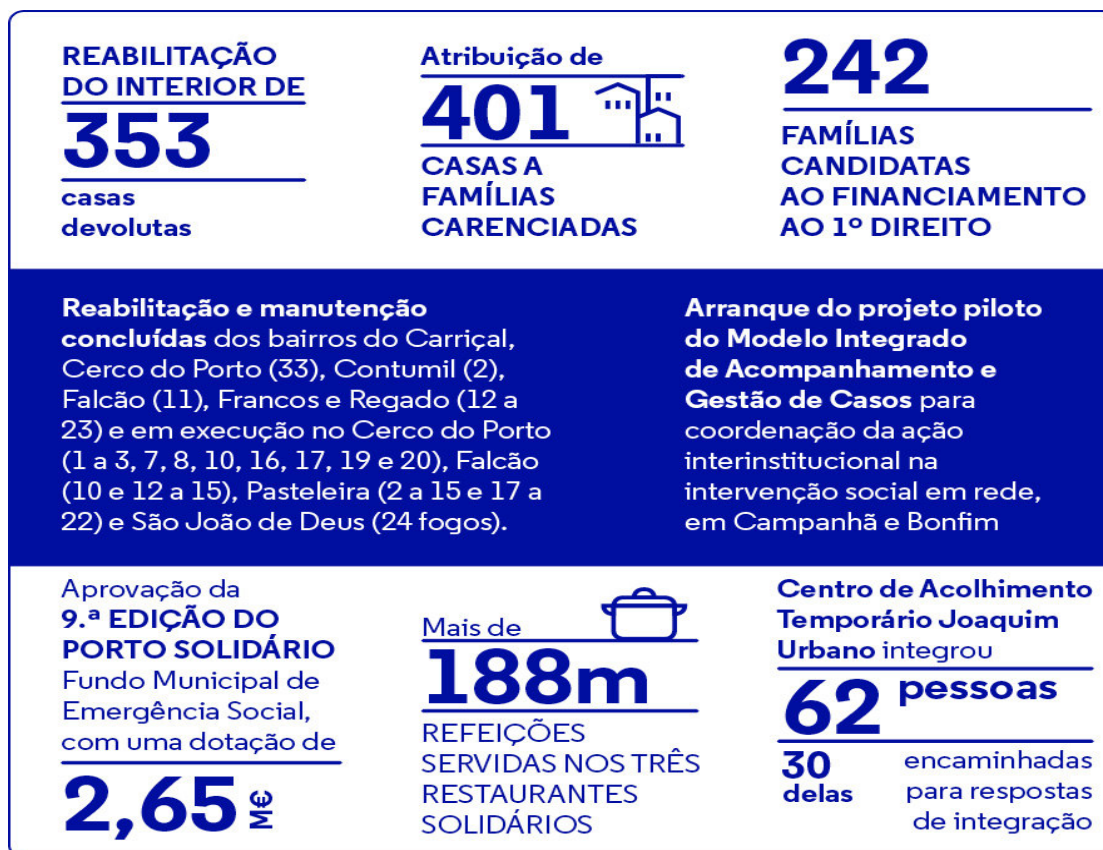 REABILITAÇÃO
DO INTERIOR DE
353
casas
devolutas
Atribuição de
401
CASAS A
FAMÍLIAS
CARENCIADAS
242
FAMÍLIAS
CANDIDATAS
AO FINANCIAMENTO
AO 1º DIREITO
Reabilitação e manutenção
concluídas dos bairros do Carriçal,
Cerco do Porto (33), Contumil (2),
Falcão (11), Francos e Regado (12 a
23) e em execução no Cerco do Porto
(1 a 3, 7, 8, 10, 16, 17, 19 e 20), Falcão
(10 e 12 a 15), Pasteleira (2 a 15 e 17 a
22) e São João de Deus (24 fogos).
Arranque do projeto piloto
do Modelo Integrado
de Acompanhamento e
Gestão de Casos para
coordenação da ação
interinstitucional na
intervenção social em rede,
em Campanhã e Bonfim
Aprovação da
9.ª EDIÇÃO DO
PORTO SOLIDÁRIO
Fundo Municipal de
Emergência Social,
com uma dotação de
2,65 M€
Mais de
188m
REFEIÇÕES
SERVIDAS NOS TRÊS
RESTAURANTES
SOLIDÁRIOS
Centro de Acolhimento
Temporário Joaquim
Urbano integrou
62 pessoas
30
delas
encaminhadas
para respostas
de integração